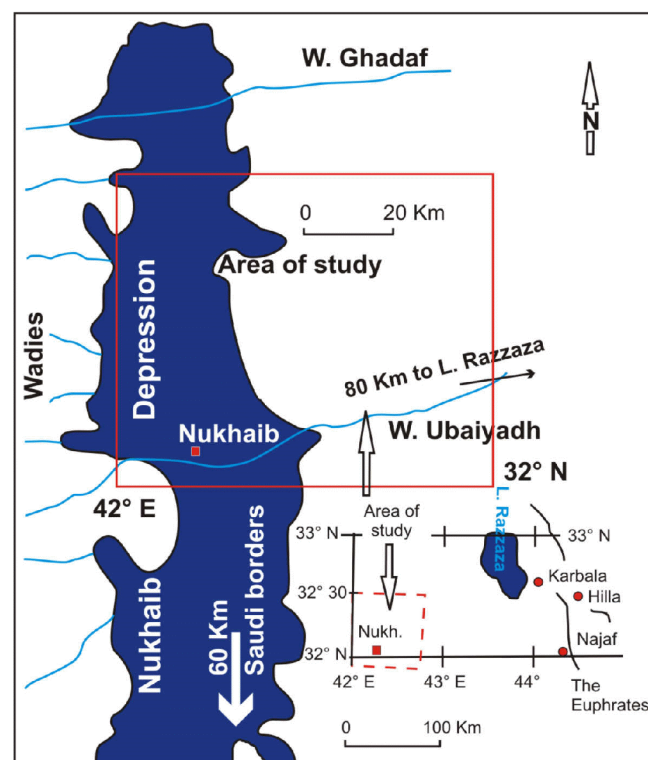 W. Ghadaf
N
0 20 Km
Area of study
Depression
Wadies
80 Km to L. Razzaza
Nukhaib
W. Ubaiyadh
32° N
42° E
L. Razzaza
Area of
study
33° N
33° N
Karbala
32° 30
Hilla
Nukh.
Najaf
32° N
42° E
43° E
44°
The
Euphrates
Nukhaib
60 Km
Saudi borders
0 100 Km